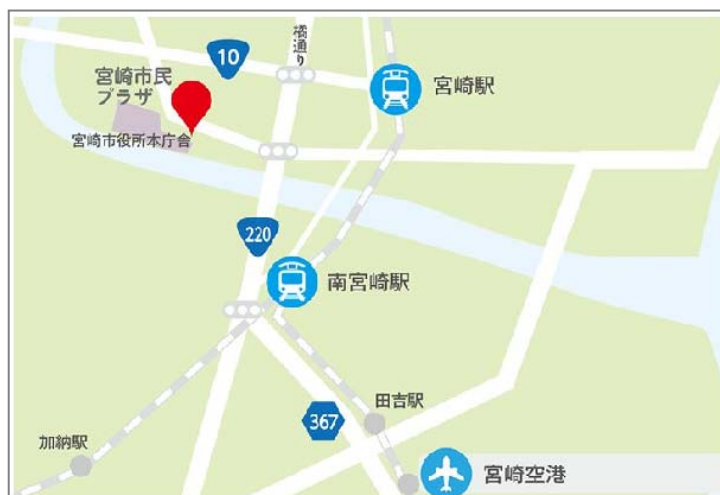 橘通り
10
宮崎駅
宮崎市民
プラザ
宮崎市役所本庁舎
220
南宮崎駅
367
田吉駅
加納駅
宮崎空港